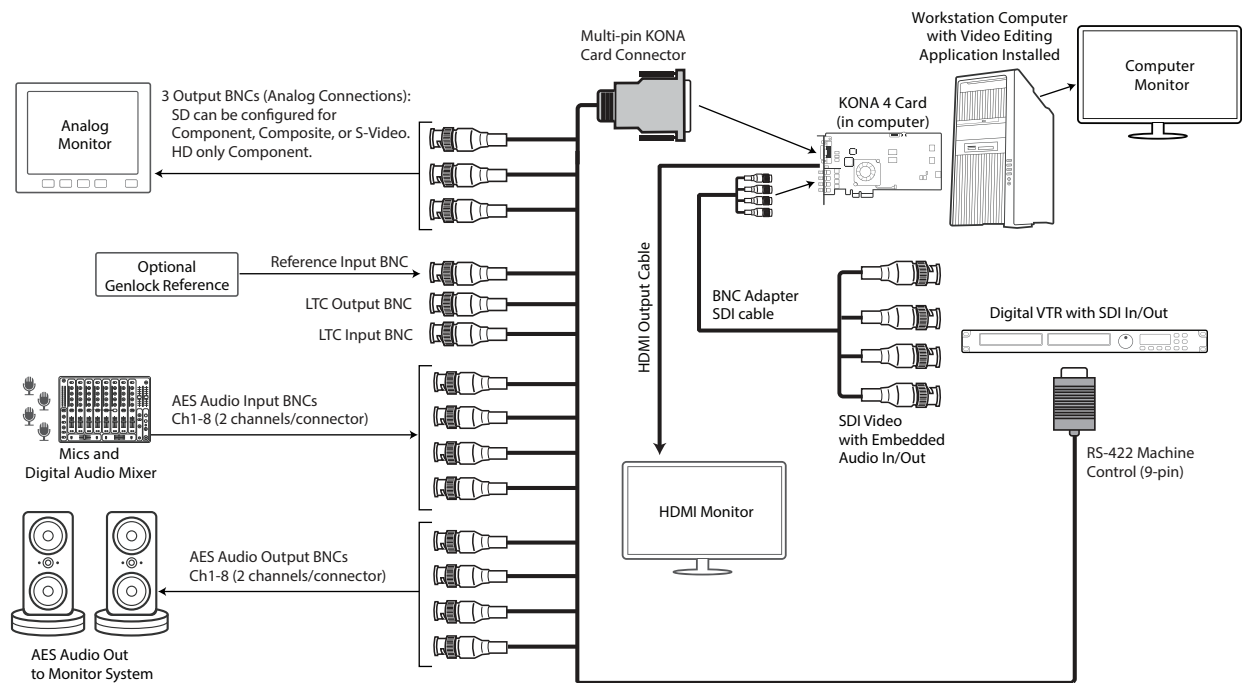 Multi-pin KONA
Card Connector
Workstation Computer
with Video Editing
Application Installed
Computer
Monitor
KONA 4 Card
(in computer)
Analog
Monitor
3 Output BNCs (Analog Connections):
SD can be configured for
Component, Composite, or S-Video.
HD only Component.
Optional
Genlock Reference
Reference Input BNC
LTC Output BNC
LTC Input BNC
HDMI Output Cable
BNC Adapter
SDI cable
Digital VTR with SDI In/Out
AES Audio Input BNCs
Ch1-8 (2 channels/connector)
Mics and
Digital Audio Mixer
SDI Video
with Embedded
Audio In/Out
RS-422 Machine
Control (9-pin)
HDMI Monitor
AES Audio Output BNCs
Ch1-8 (2 channels/connector)
AES Audio Out
to Monitor System